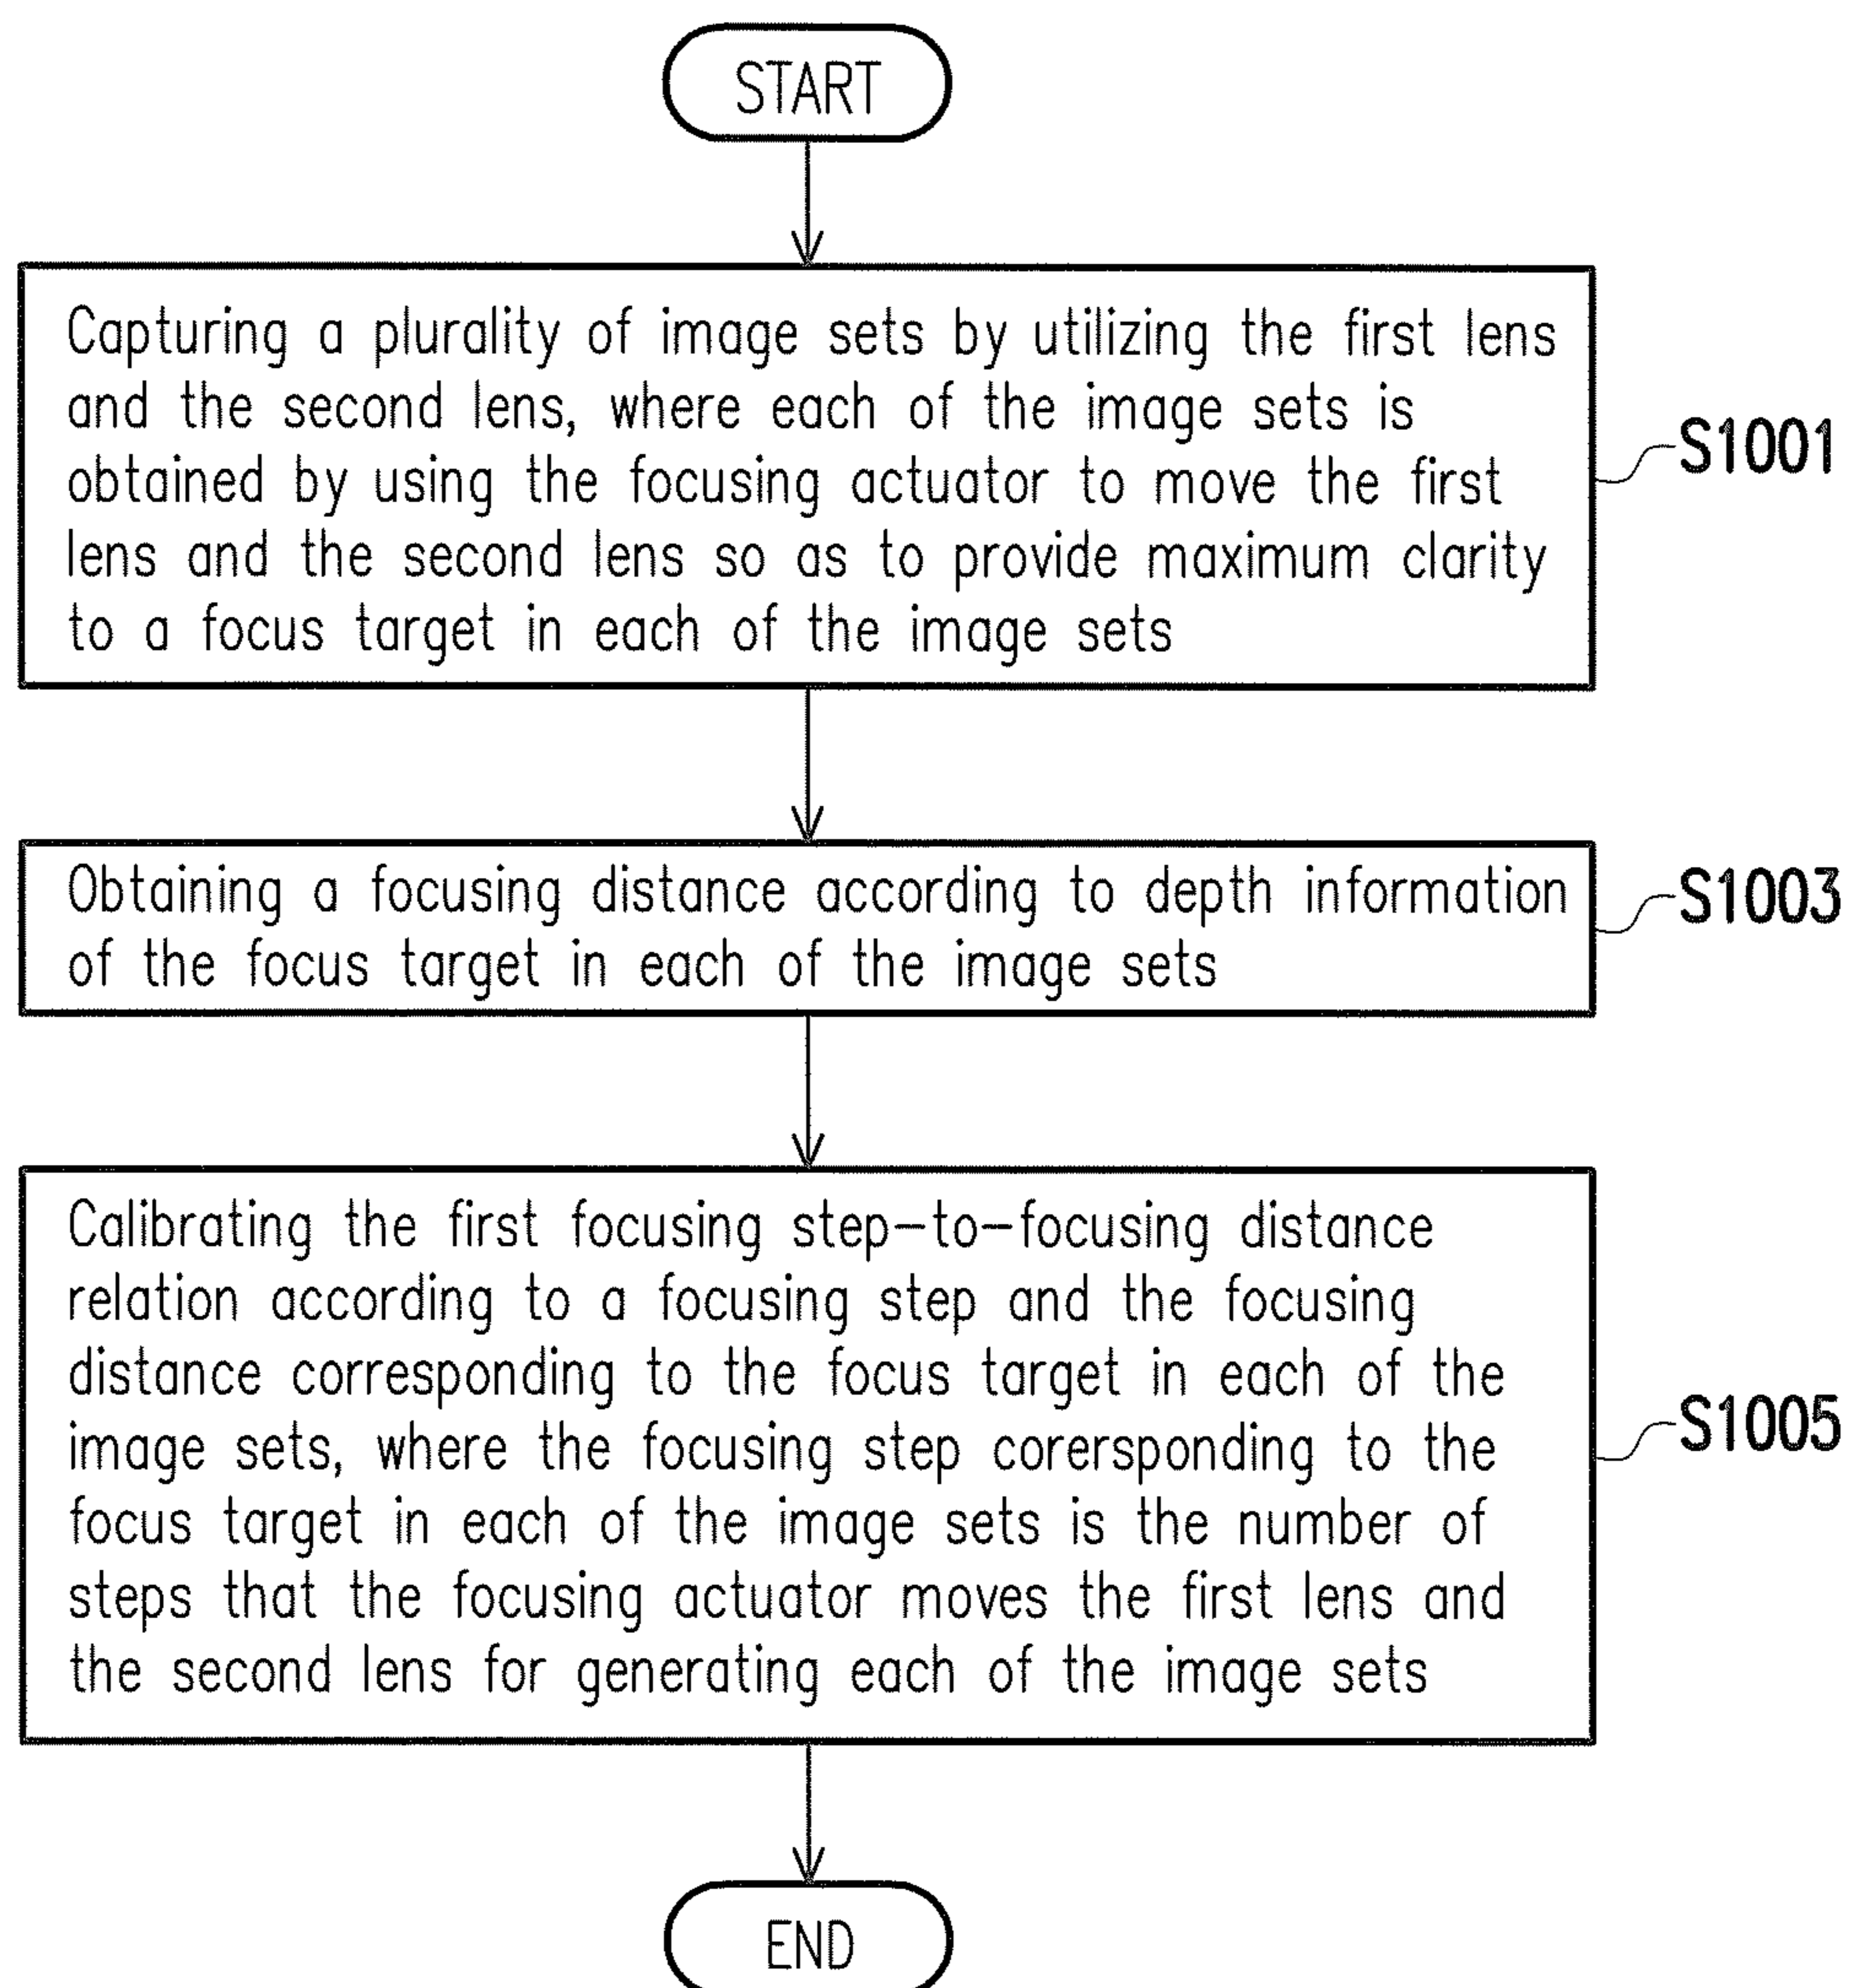 START
Capturing a plurality of image sets by utilizing the first lens
and the second lens, where each of the image sets is
obtained by using the focusing actuator to move the first
lens and the second lens so as to provide maximum clarity
to a focus target in each of the image sets
S1001
Obtaining a focusing distance according to depth information
of the focus target in each of the image sets
S1003
Calibrating the first focusing step-to-focusing distance
relation according to a focusing step and the focusing
distance corresponding to the focus target in each of the
image sets, where the focusing step corersponding to the
focus target in each of the image sets is the number of
steps that the focusing actuator moves the first lens and
the second lens for generating each of the image sets
S1005
END